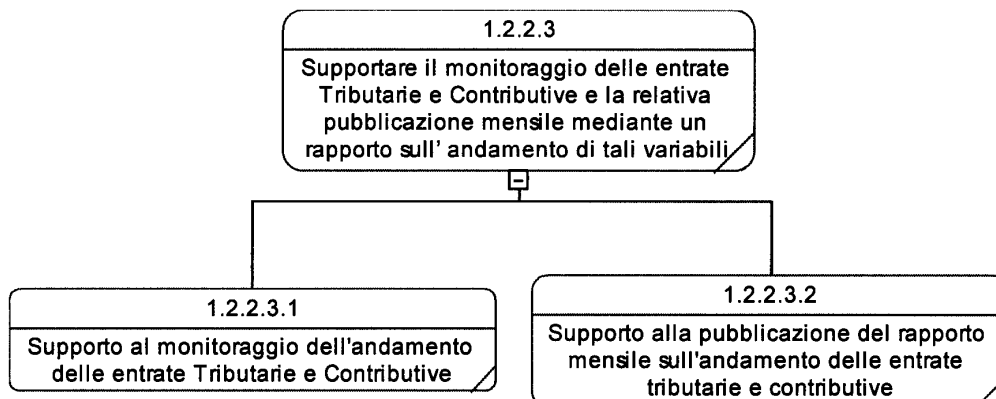 1.2.2.3
Supportare il monitoraggio delle entrate
Tributarie e Contributive e la relativa
pubblicazione mensile mediante un
rapporto sull' andamento di tali variabili
1.2.2.3.1
Supporto al monitoraggio dell'andamento
delle entrate Tributarie e Contributive
1.2.2.3.2
Supporto alla pubblicazione del rapporto
mensile sull'andamento delle entrate
tributarie e contributive